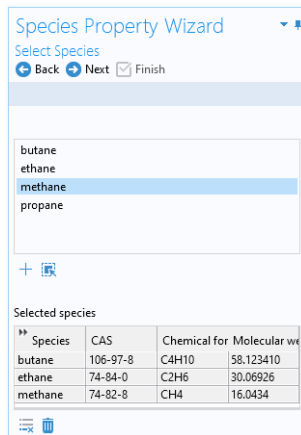 Species Property Wizard
Select Species
Back Next Finish
butane
ethane
methane
propane
Selected species
Species CAS Chemical for Molecular we
butane 106-97-8 C4H10 58.123410
ethane 74-84-0 C2H6 30.06926
methane 74-82-8 CH4 16.0434